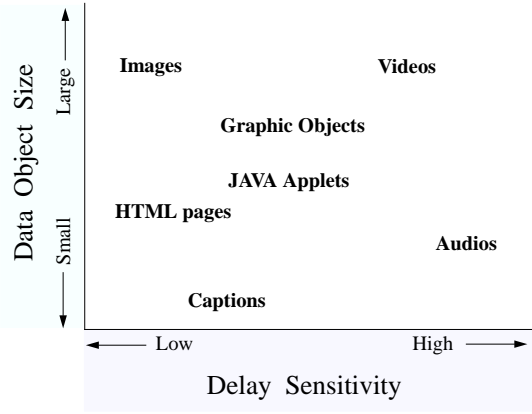 Data Object Size
Large
Small
Images
Videos
Graphic Objects
JAVA Applets
HTML pages
Audios
Captions
Low
High
Delay Sensitivity